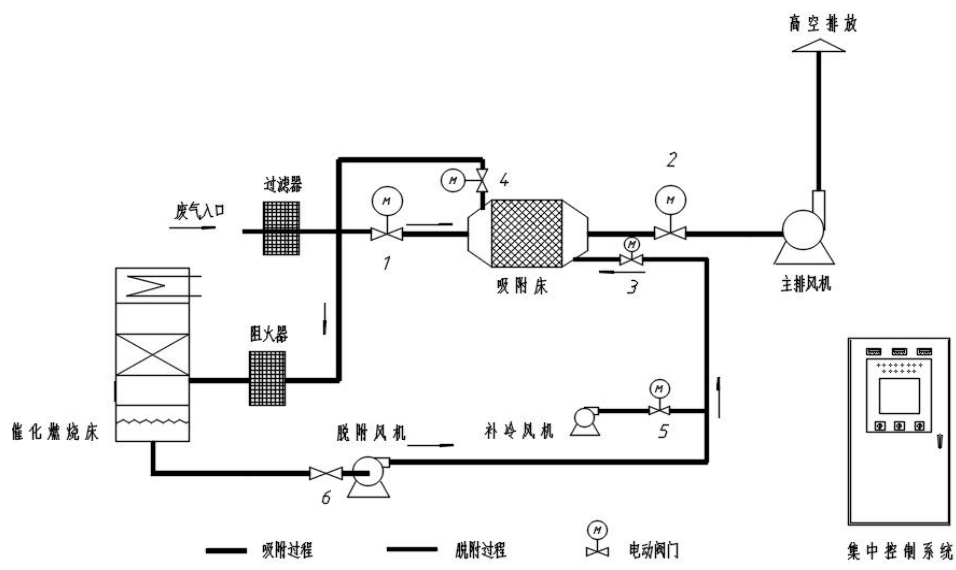 高空排放
2
M
M
4
过滤器
M
废气入口
1
M
吸附床
3
主排风机
阻火器
M
催化燃烧床
脱附风机
补冷风机
5
6
M
吸附过程
脱附过程
电动阀门
集中控制系统